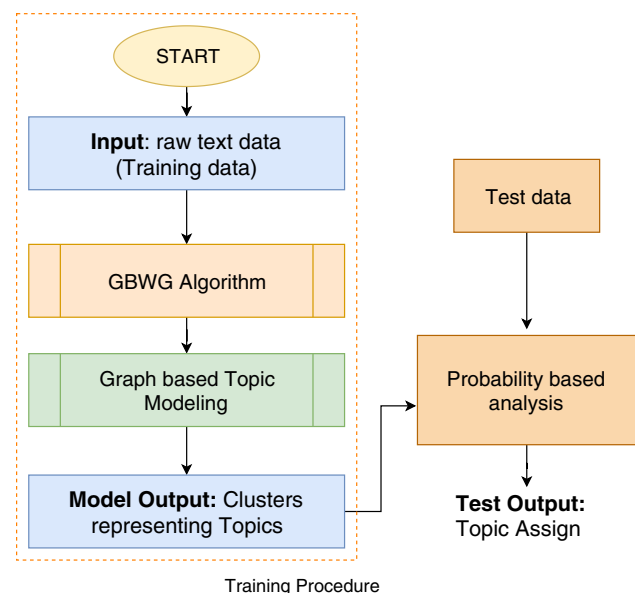 START
Input: raw text data
(Training data)
GBWG Algorithm
Graph based Topic
Modeling
Model Output: Clusters
representing Topics
Test data
Probability based
analysis
Test Output:
Topic Assign
Training Procedure